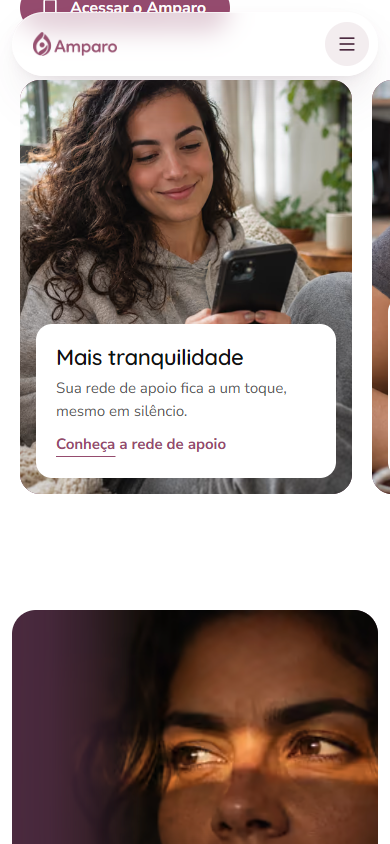 Acessar o Amparo
Amparo
Mais tranquilidade
Sua rede de apoio fica a um toque,
mesmo em silêncio.
Conheça a rede de apoio